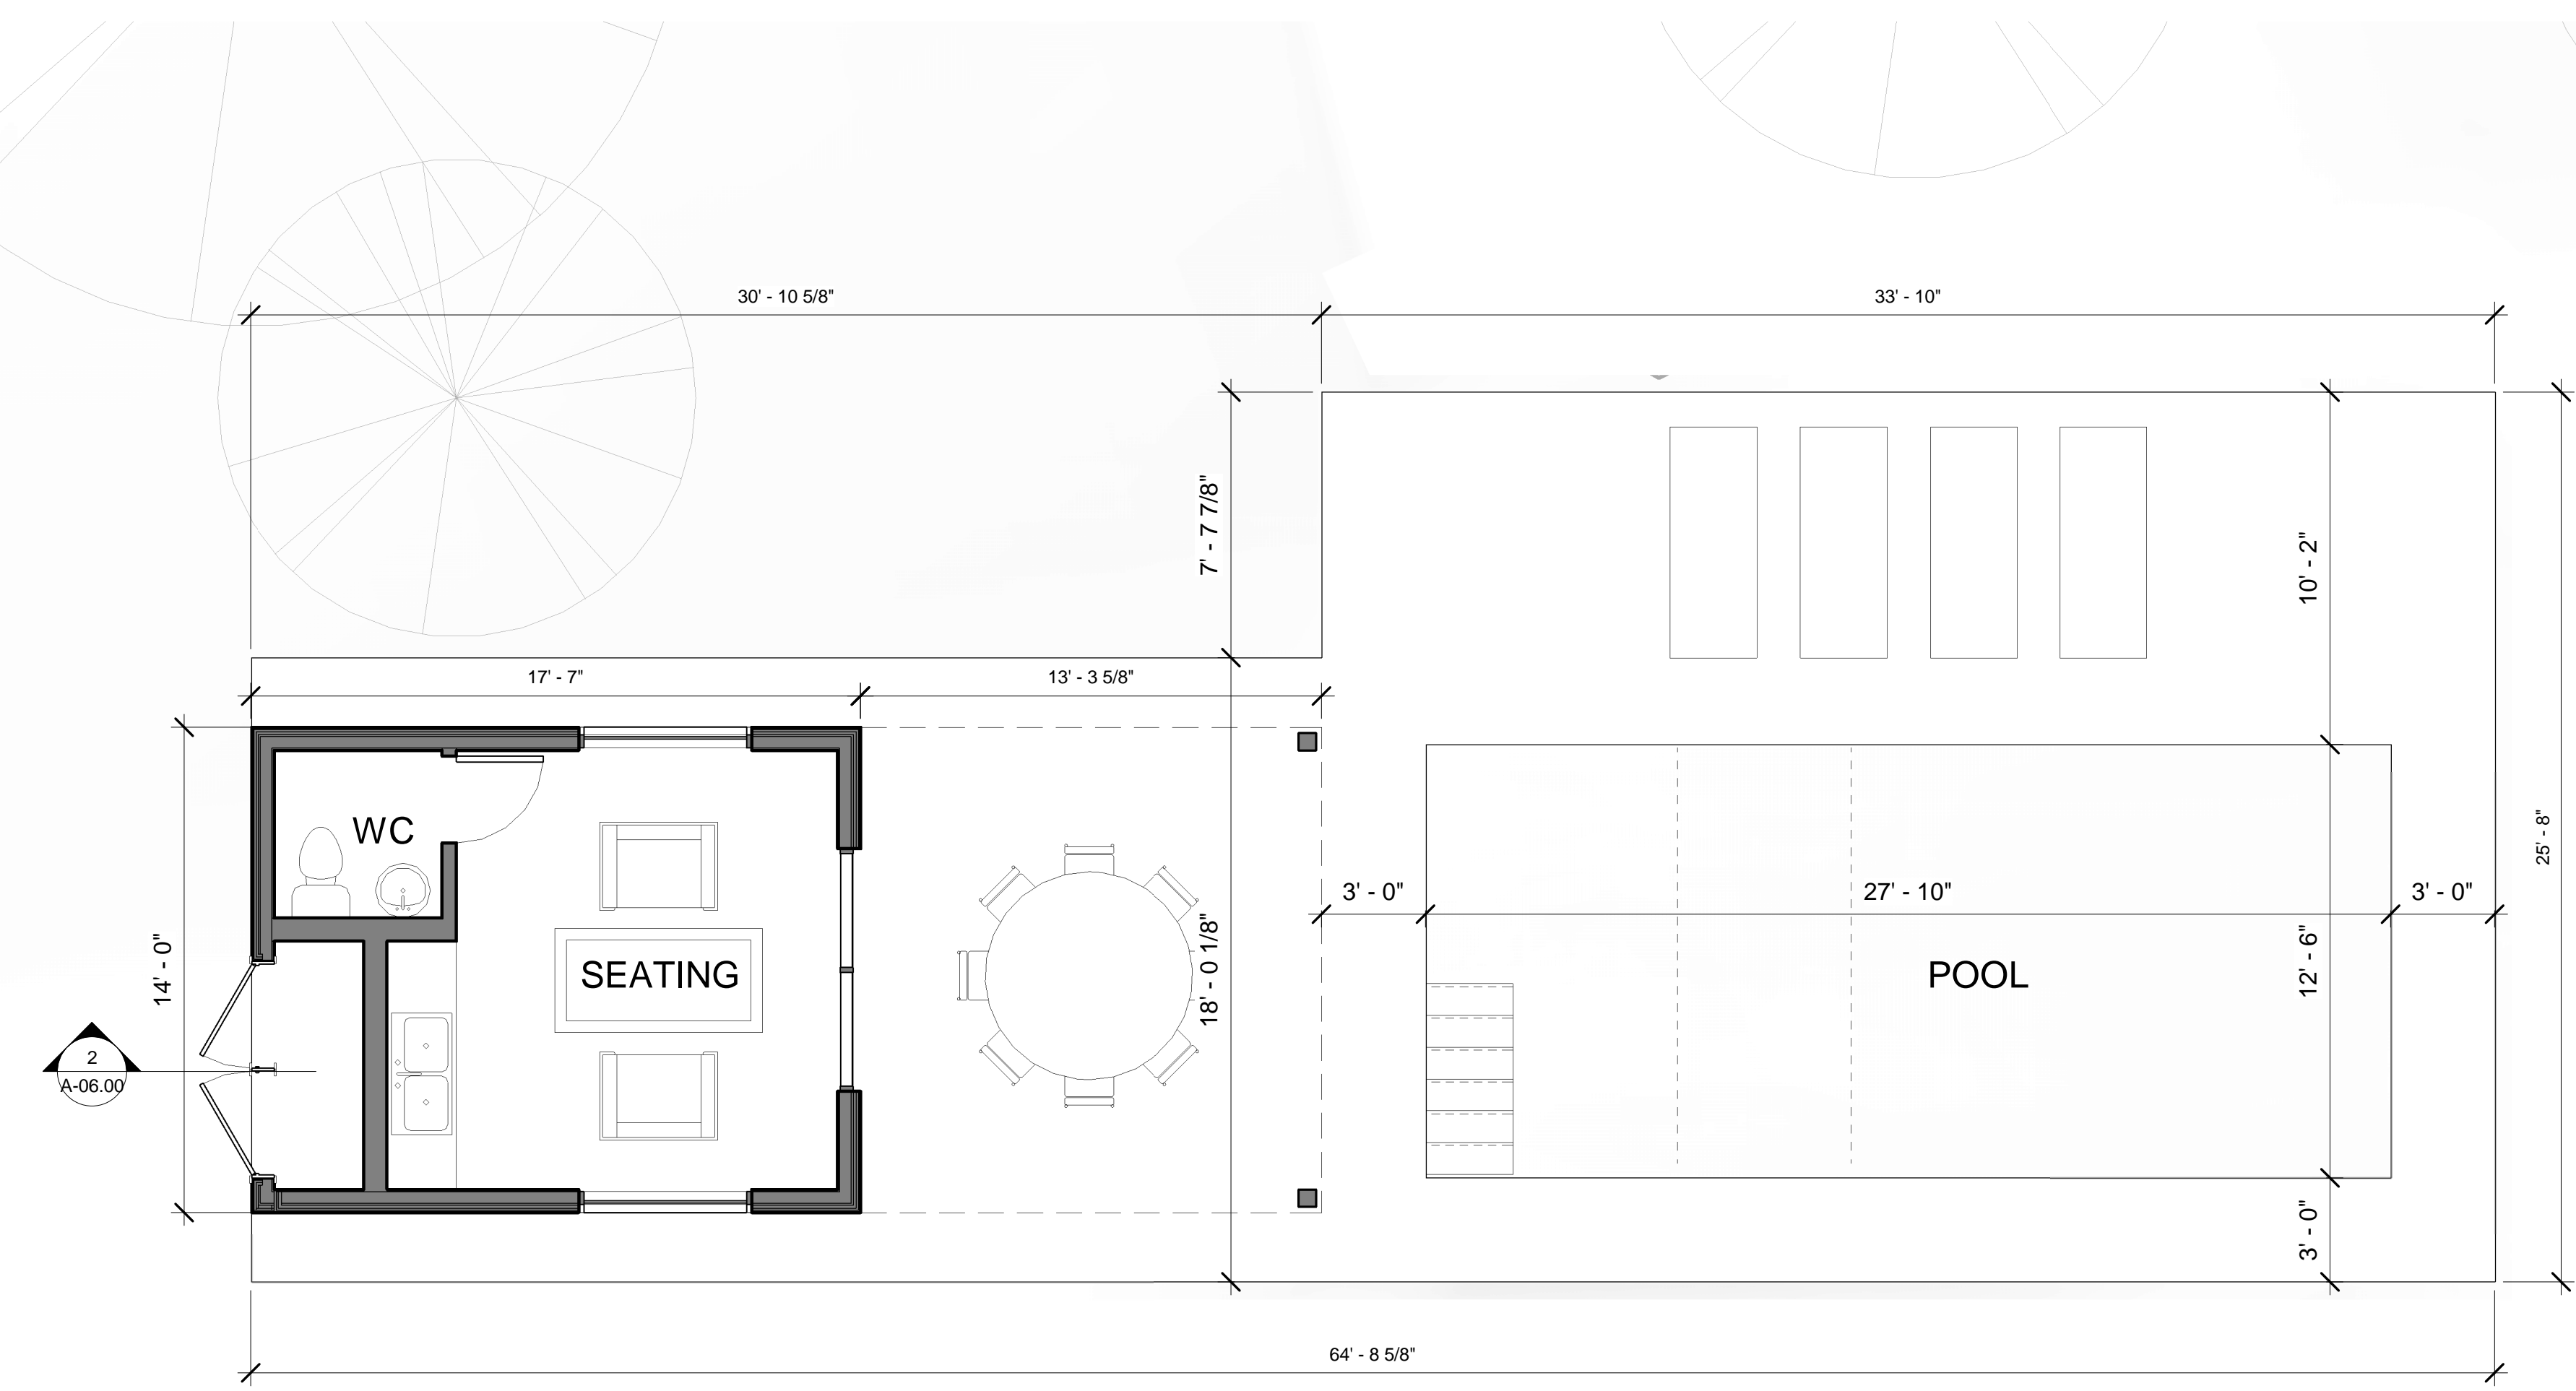 30' - 10 5/8"
33' - 10"
7' - 7 7/8"
10' - 2"
17' - 7"
13' - 3 5/8"
WC
25' - 8"
3' - 0"
27' - 10"
3' - 0"
14' - 0"
SEATING
18' - 0 1/8"
POOL
12' - 6"
2
A-06.00
3' - 0"
64' - 8 5/8"